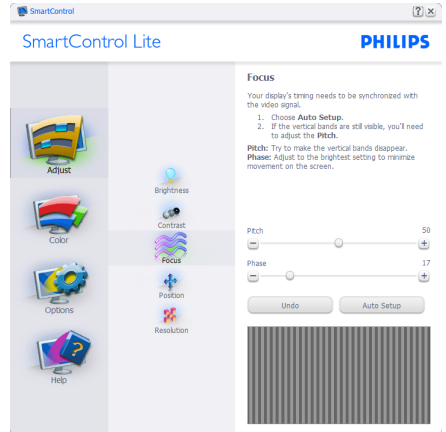 SmartControl
SmartControl Lite
PHILIPS
Adjust
Color
Options
Help
Brightness
Contrast
Focus
Position
Resolution
Focus
Your display's timing needs to be synchronized with
the video signal.
1. Choose Auto Setup.
2. If the vertical bands are still visible, you'll need
to adjust the Pitch.
Pitch: Try to make the vertical bands disappear.
Phase: Adjust to the brightest setting to minimize
movement on the screen.
Pitch 50
Phase 17
Undo Auto Setup